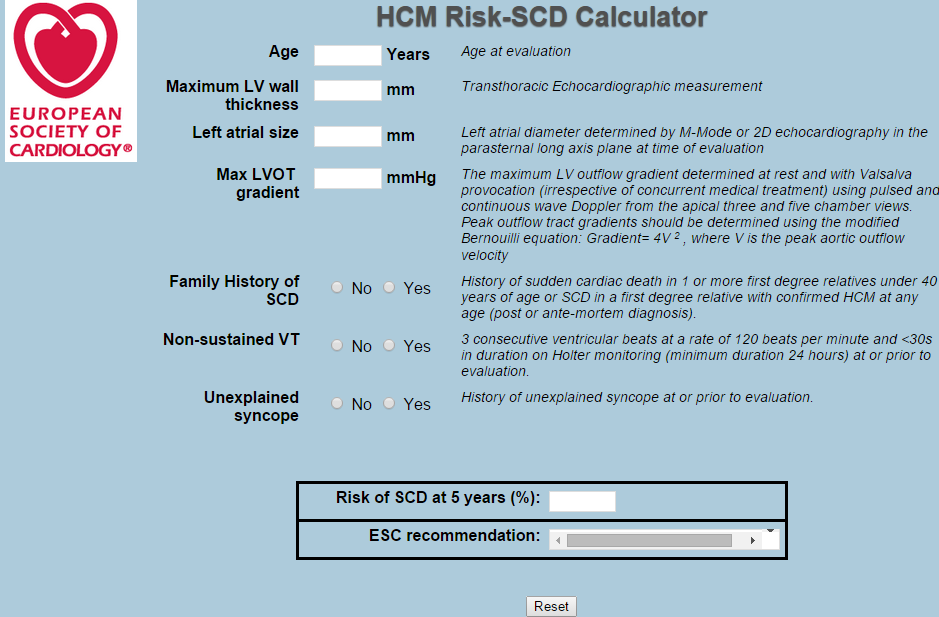 HCM Risk-SCD Calculator
EUROPEAN
SOCIETY OF
CARDIOLOGY®
Age Years Age at evaluation
Maximum LV wall
thickness
mm Transthoracic Echocardiographic measurement
Left atrial size mm
Left atrial diameter determined by M-Mode or 2D echocardiography in the
parasternal long axis plane at time of evaluation
Max LVOT
gradient
mmHg
The maximum LV outflow gradient determined at rest and with Valsalva
provocation (irrespective of concurrent medical treatment) using pulsed and
continuous wave Doppler from the apical three and five chamber views.
Peak outflow tract gradients should be determined using the modified
Bernouilli equation: Gradient= 4V 2 , where V is the peak aortic outflow
velocity
Family History of
SCD
No Yes
History of sudden cardiac death in 1 or more first degree relatives under 40
years of age or SCD in a first degree relative with confirmed HCM at any
age (post or ante-mortem diagnosis).
Non-sustained VT
No Yes
3 consecutive ventricular beats at a rate of 120 beats per minute and <30s
in duration on Holter monitoring (minimum duration 24 hours) at or prior to
evaluation.
Unexplained
syncope
No Yes
History of unexplained syncope at or prior to evaluation.
Risk of SCD at 5 years (%):
ESC recommendation:
Reset